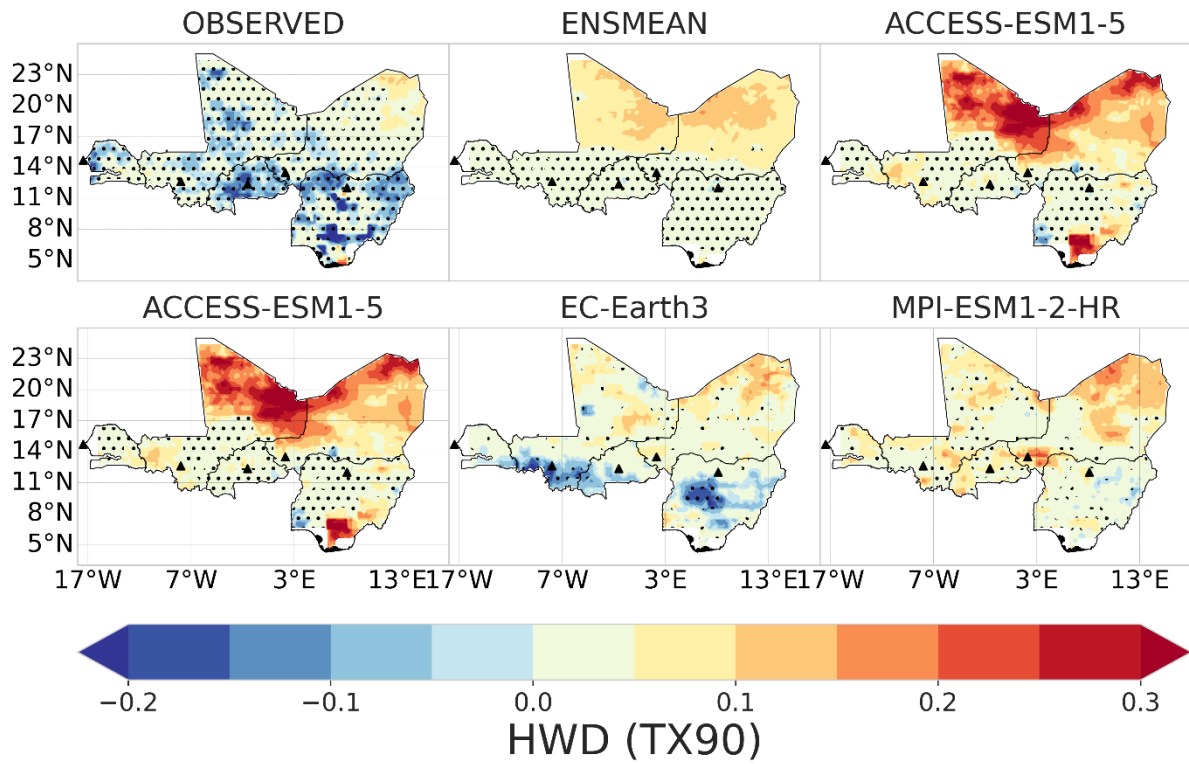 OBSERVED ENSMEAN ACCESS-ESM1-5
23°N
20°N
17°N
14°N
11°N
8°N
5°N
ACCESS-ESM1-5 EC-Earth3 MPI-ESM1-2-HR
23°N
20°N
17°N
14°N
11°N
8°N
5°N
17°W 7°W 3°E 13°E 17°W 7°W 3°E 13°E 17°W 7°W 3°E 13°E
−0.2 −0.1 0.0 0.1 0.2 0.3
HWD (TX90)